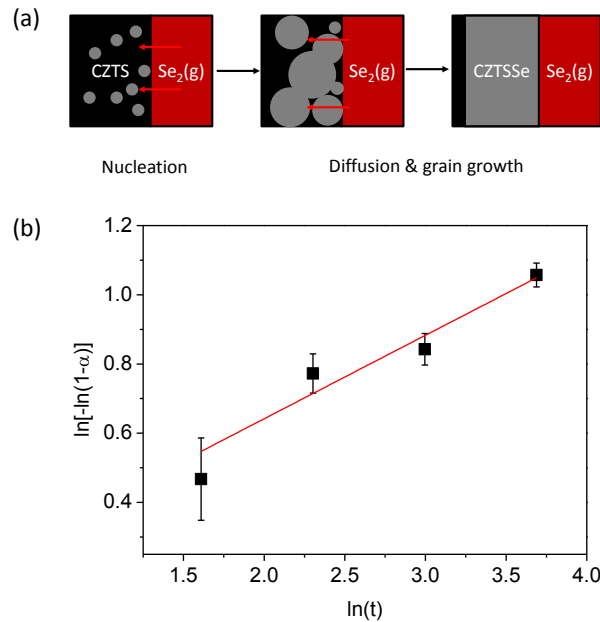 (a)
CZTS Se₂(g) Se₂(g) CZTSSe Se₂(g)
Nucleation Diffusion & grain growth
(b)
1.2
1.0
0.8
0.6
0.4
ln[-ln(1-α)]
1.5 2.0 2.5 3.0 3.5 4.0
ln(t)